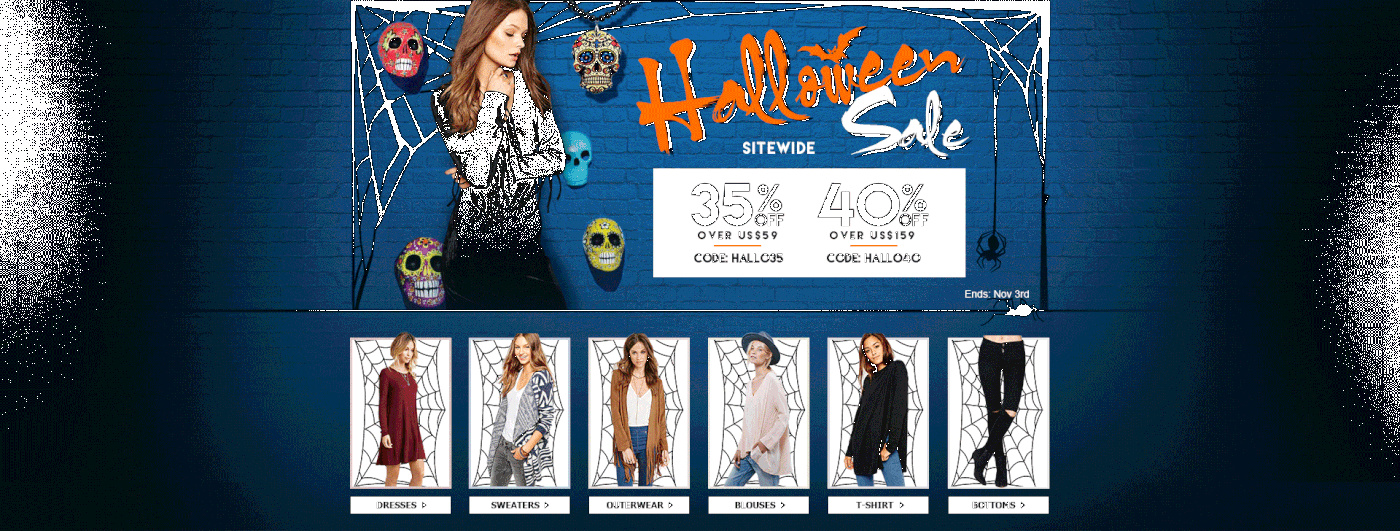 Halloween
Sale
SITEWIDE
35% OFF
OVER US$59
CODE: HALLO35
40% OFF
OVER US$159
CODE: HALLO40
Ends: Nov 3rd
DRESSES
SWEATERS
OUTERWEAR
BLOUSES
T-SHIRT
BOTTOMS